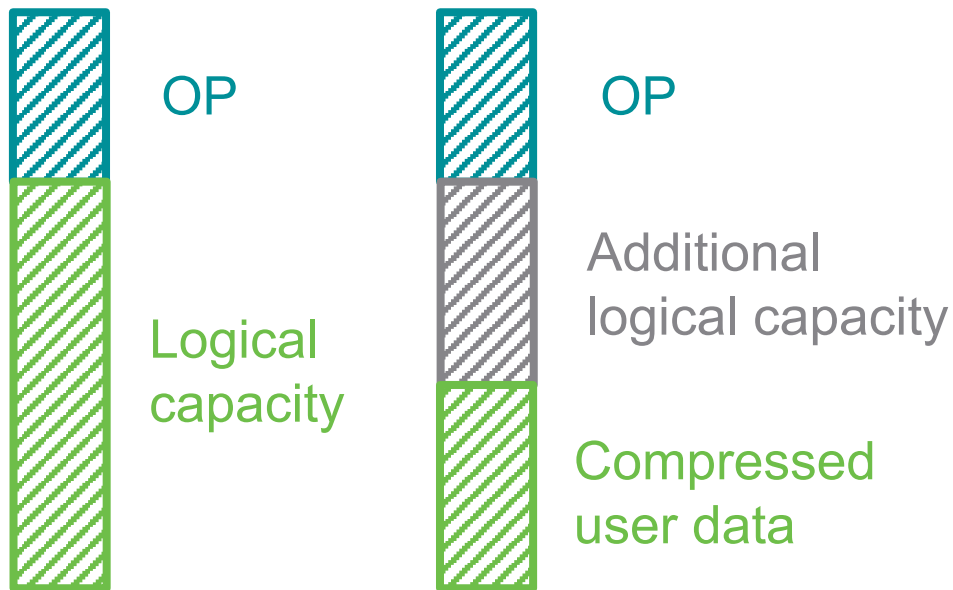 OP
Logical
capacity
OP
Additional
logical capacity
Compressed
user data